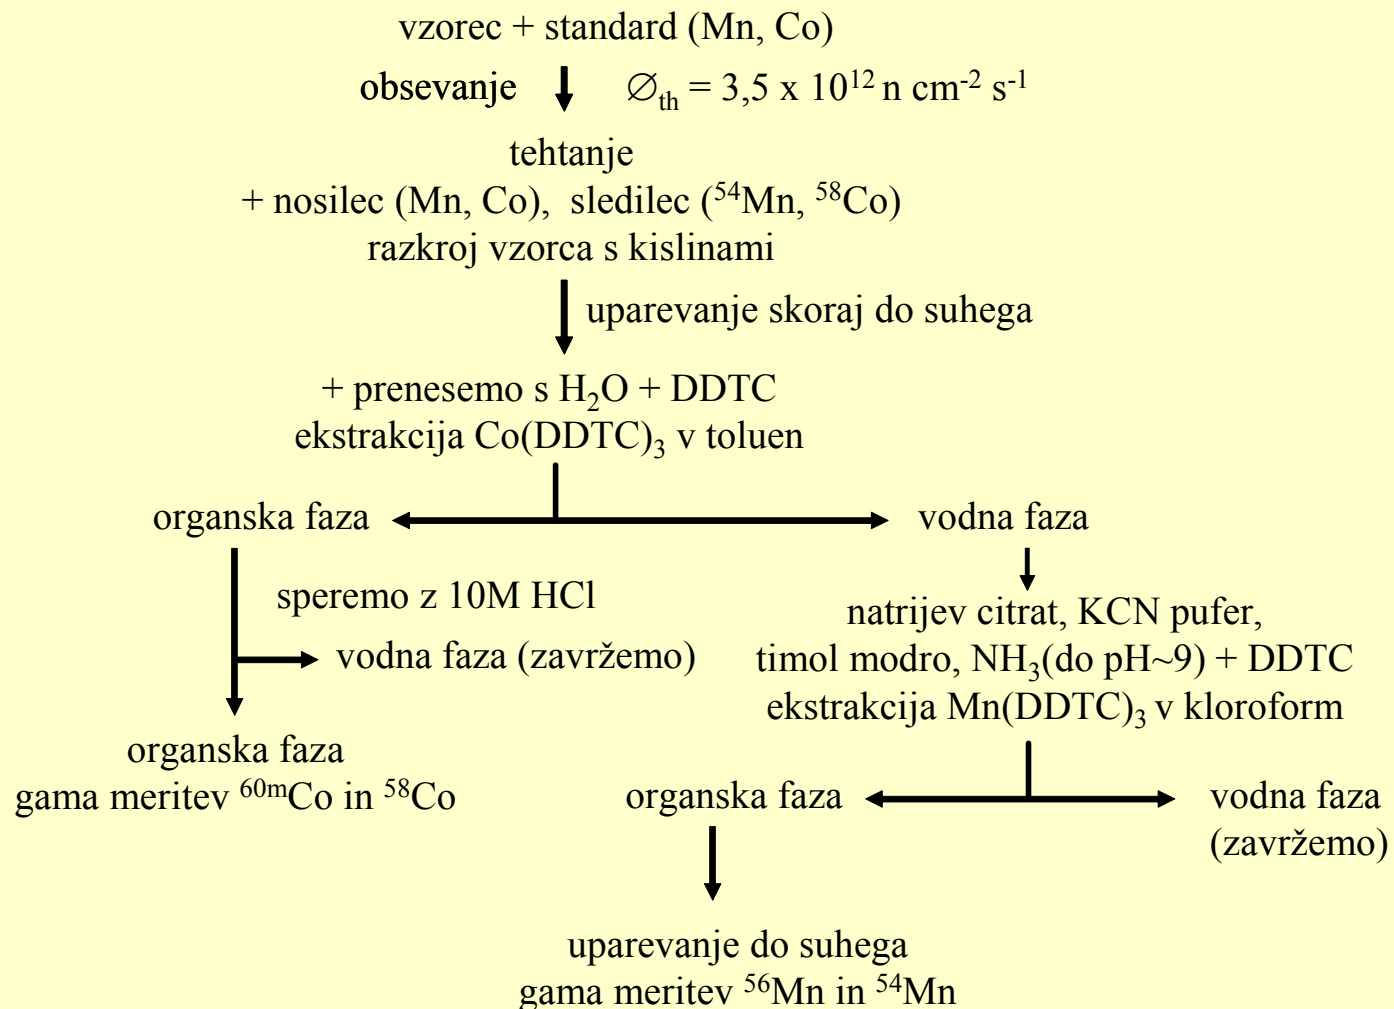 vzorec + standard (Mn, Co)
obsevanje ∅th = 3,5 x 10¹² n cm⁻² s⁻¹
tehtanje
+ nosilec (Mn, Co), sledilec (⁵⁴Mn, ⁵⁸Co)
razkroj vzorca s kislinami
uparevanje skoraj do suhega
+ prenesemo s H₂O + DDTC
ekstrakcija Co(DDTC)₃ v toluen
organska faza
vodna faza
speremo z 10M HCl
vodna faza (zavržemo)
organska faza
gama meritev ⁶⁰ᵐCo in ⁵⁸Co
natrijev citrat, KCN pufer,
timol modro, NH₃(do pH~9) + DDTC
ekstrakcija Mn(DDTC)₃ v kloroform
organska faza
vodna faza
(zavržemo)
uparevanje do suhega
gama meritev ⁵⁶Mn in ⁵⁴Mn